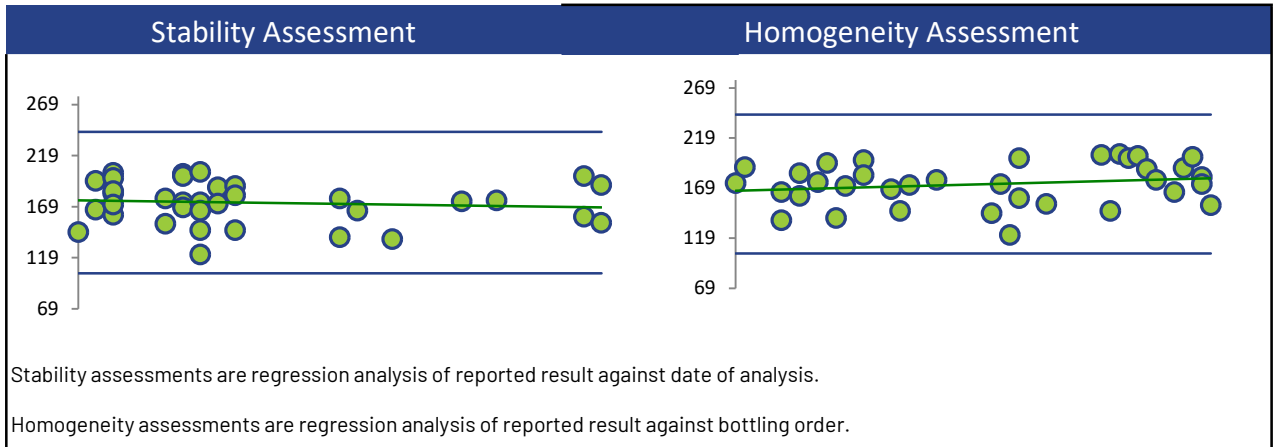 Stability Assessment
Homogeneity Assessment
269
219
169
119
69
269
219
169
119
69
Stability assessments are regression analysis of reported result against date of analysis.
Homogeneity assessments are regression analysis of reported result against bottling order.